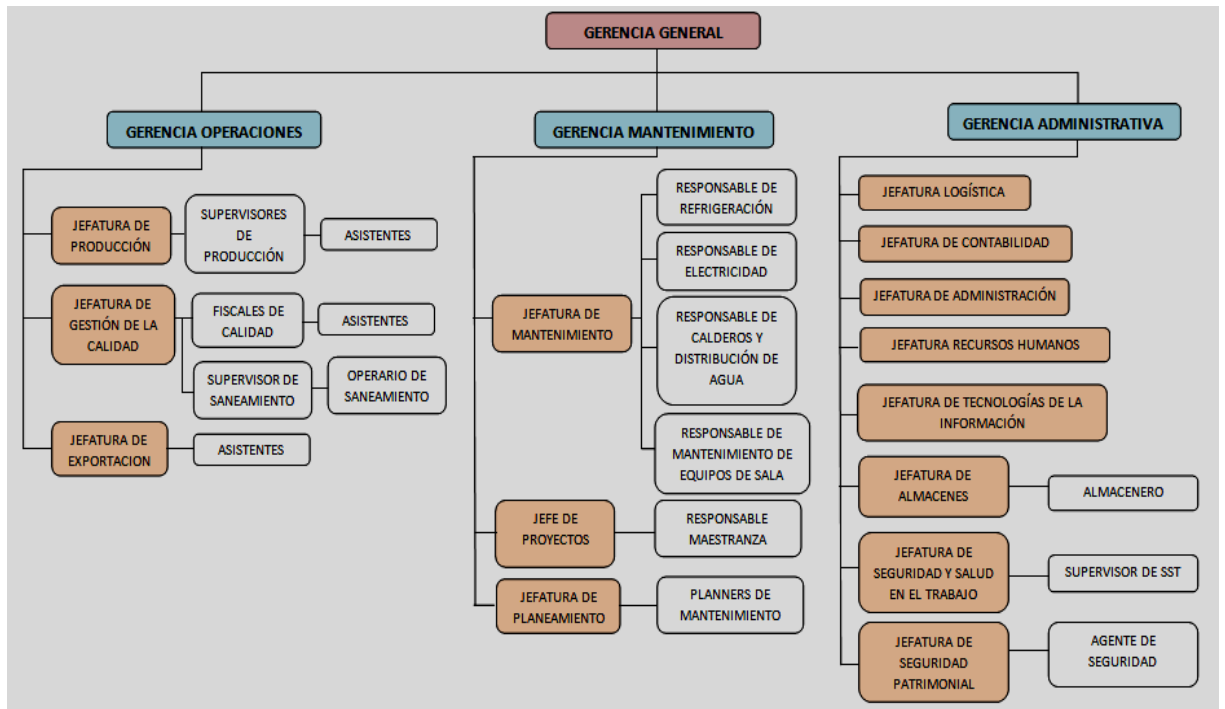 GERENCIA GENERAL
GERENCIA OPERACIONES
JEFATURA DE
PRODUCCIÓN
SUPERVISORES
DE
PRODUCCIÓN
ASISTENTES
JEFATURA DE
GESTIÓN DE LA
CALIDAD
FISCALES DE
CALIDAD
ASISTENTES
SUPERVISOR DE
SANEAMIENTO
OPERARIO DE
SANEAMIENTO
JEFATURA DE
EXPORTACION
ASISTENTES
GERENCIA MANTENIMIENTO
JEFATURA DE
MANTENIMIENTO
RESPONSABLE DE
REFRIGERACIÓN
RESPONSABLE DE
ELECTRICIDAD
RESPONSABLE DE
CALDEROS Y
DISTRIBUCIÓN DE
AGUA
RESPONSABLE DE
MANTENIMIENTO DE
EQUIPOS DE SALA
JEFE DE
PROYECTOS
RESPONSABLE
MAESTRANZA
JEFATURA DE
PLANEAMIENTO
PLANNERS DE
MANTENIMIENTO
GERENCIA ADMINISTRATIVA
JEFATURA LOGÍSTICA
JEFATURA DE CONTABILIDAD
JEFATURA DE ADMINISTRACIÓN
JEFATURA RECURSOS HUMANOS
JEFATURA DE TECNOLOGÍAS DE LA
INFORMACIÓN
JEFATURA DE
ALMACENES
ALMACENERO
JEFATURA DE
SEGURIDAD Y SALUD
EN EL TRABAJO
SUPERVISOR DE SST
JEFATURA DE
SEGURIDAD
PATRIMONIAL
AGENTE DE
SEGURIDAD